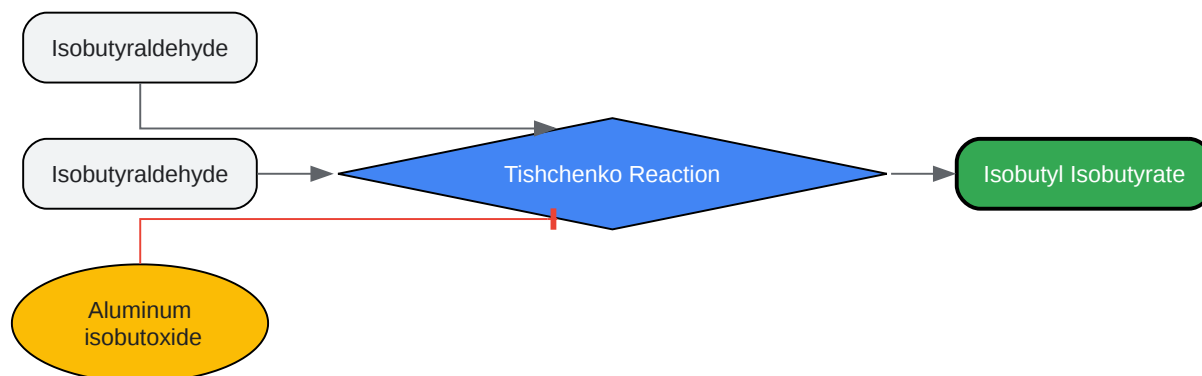 Isobutyraldehyde
Isobutyraldehyde
Tishchenko Reaction
Isobutyl Isobutyrate
Aluminum
isobutoxide